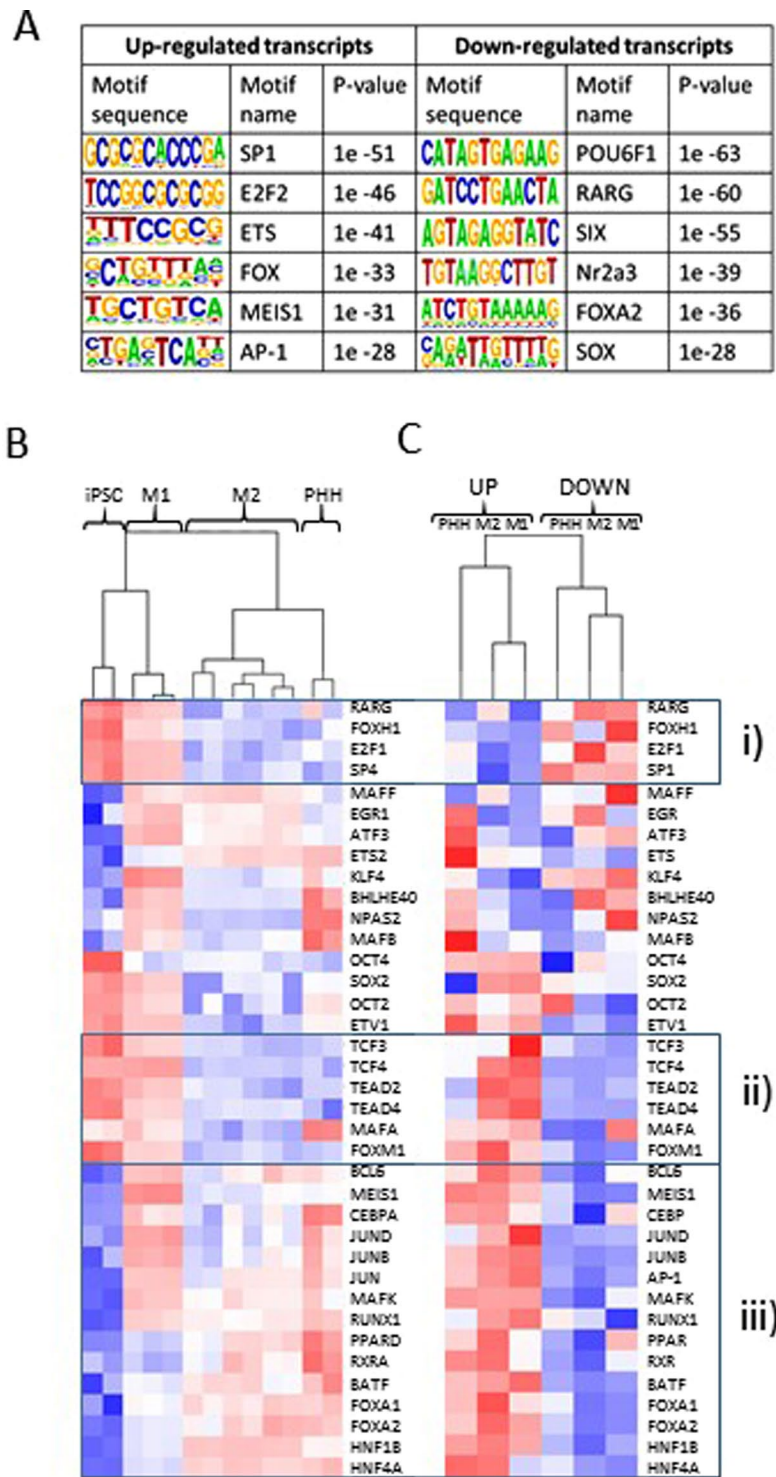 A
Up-regulated transcripts Down-regulated transcripts
Motif sequence Motif name P-value Motif sequence Motif name P-value
GCGCGCACCCGA SP1 1e -51 CATAGTGAGAAG POU6F1 1e -63
TCCGGCGCGCGG E2F2 1e -46 GATCCTGAACTA RARG 1e -60
TTTCCGCG ETS 1e -41 AGTAGAGGTATC SIX 1e -55
GCTGTTTAC FOX 1e -33 TGTAAGGCTTGT Nr2a3 1e -39
TGCTGTCA MEIS1 1e -31 ATCTGTAAAAAG FOXA2 1e -36
CTGAGTCA AP-1 1e -28 CAGATTGTTTTG SOX 1e-28
B
iPSC M1 M2 PHH
C
UP DOWN
PHH M2 M1 PHH M2 M1
RARG RARG
FOXH1 FOXH1
i)
E2F1 E2F1
SP4 SP1
MAFF MAFF
EGR1 EGR
ATF3 ATF3
ETS2 ETS
KLF4 KLF4
BHLHE40 BHLHE40
NPAS2 NPAS2
MAFB MAFB
OCT4 OCT4
SOX2 SOX2
OCT2 OCT2
ETV1 ETV1
TCF3 TCF3
TCF4 TCF4
TEAD2 TEAD2
ii)
TEAD4 TEAD4
MAFA MAFA
FOXM1 FOXM1
BCL6 BCL6
MEIS1 MEIS1
CEBPA CEBP
JUND JUND
JUNB JUNB
JUN AP-1
MAFK MAFK
iii)
RUNX1 RUNX1
PPARD PPAR
RXRA RXR
BATF BATF
FOXA1 FOXA1
FOXA2 FOXA2
HNF1B HNF1B
HNF4A HNF4A